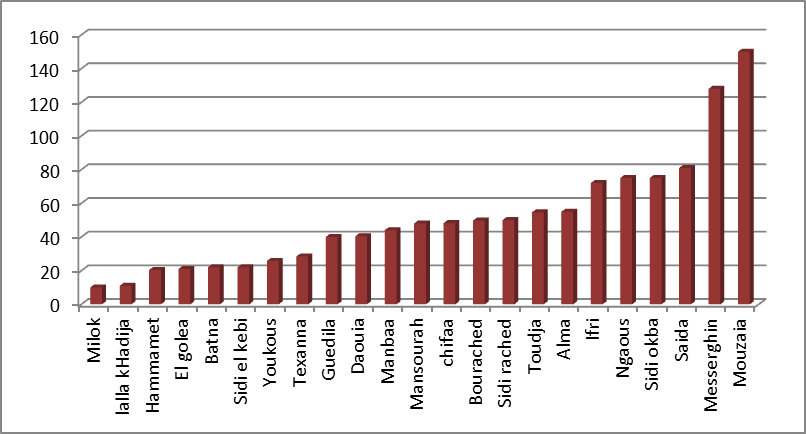 160
140
120
100
80
60
40
20
0
Milok
lalla kHadija
Hammamet
El golea
Batna
Sidi el kebi
Youkous
Texanna
Guedila
Daouia
Manbaa
Mansourah
chifaa
Bourached
Sidi rached
Toudja
Alma
Ifri
Ngaous
Sidi okba
Saida
Messerghin
Mouzaia